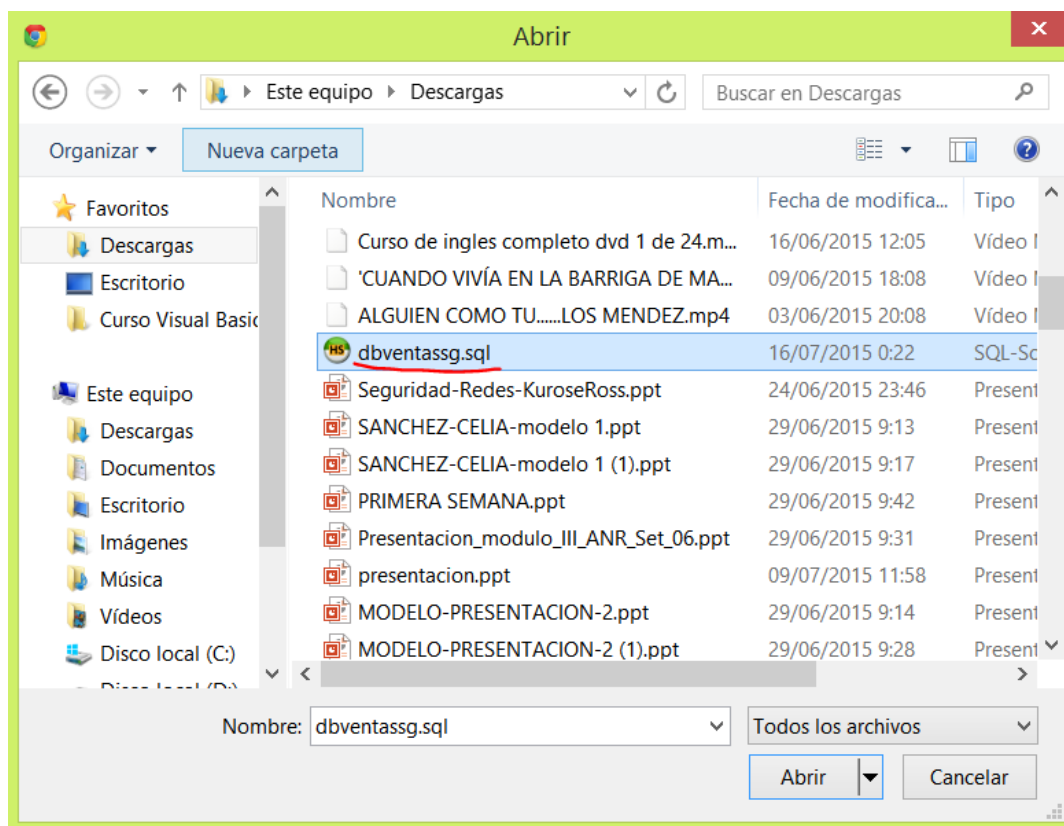 Abrir
Este equipo Descargas Buscar en Descargas
Organizar Nueva carpeta
Nombre Fecha de modifica... Tipo
Favoritos
Descargas
Escritorio
Curso Visual Basic
Este equipo
Descargas
Documentos
Escritorio
Imágenes
Música
Vídeos
Disco local (C:)
Disco local (D:)
Curso de ingles completo dvd 1 de 24.m... 16/06/2015 12:05 Vídeo
'CUANDO VIVÍA EN LA BARRIGA DE MA... 09/06/2015 18:08 Vídeo
ALGUIEN COMO TU......LOS MENDEZ.mp4 03/06/2015 20:08 Vídeo
HS dbventassg.sql 16/07/2015 0:22 SQL-Sc
Seguridad-Redes-KuroseRoss.ppt 24/06/2015 23:46 Present
SANCHEZ-CELIA-modelo 1.ppt 29/06/2015 9:13 Present
SANCHEZ-CELIA-modelo 1 (1).ppt 29/06/2015 9:17 Present
PRIMERA SEMANA.ppt 29/06/2015 9:42 Present
Presentacion_modulo_III_ANR_Set_06.ppt 29/06/2015 9:31 Present
presentacion.ppt 09/07/2015 11:58 Present
MODELO-PRESENTACION-2.ppt 29/06/2015 9:14 Present
MODELO-PRESENTACION-2 (1).ppt 29/06/2015 9:28 Present
Nombre: dbventassg.sql Todos los archivos
Abrir Cancelar